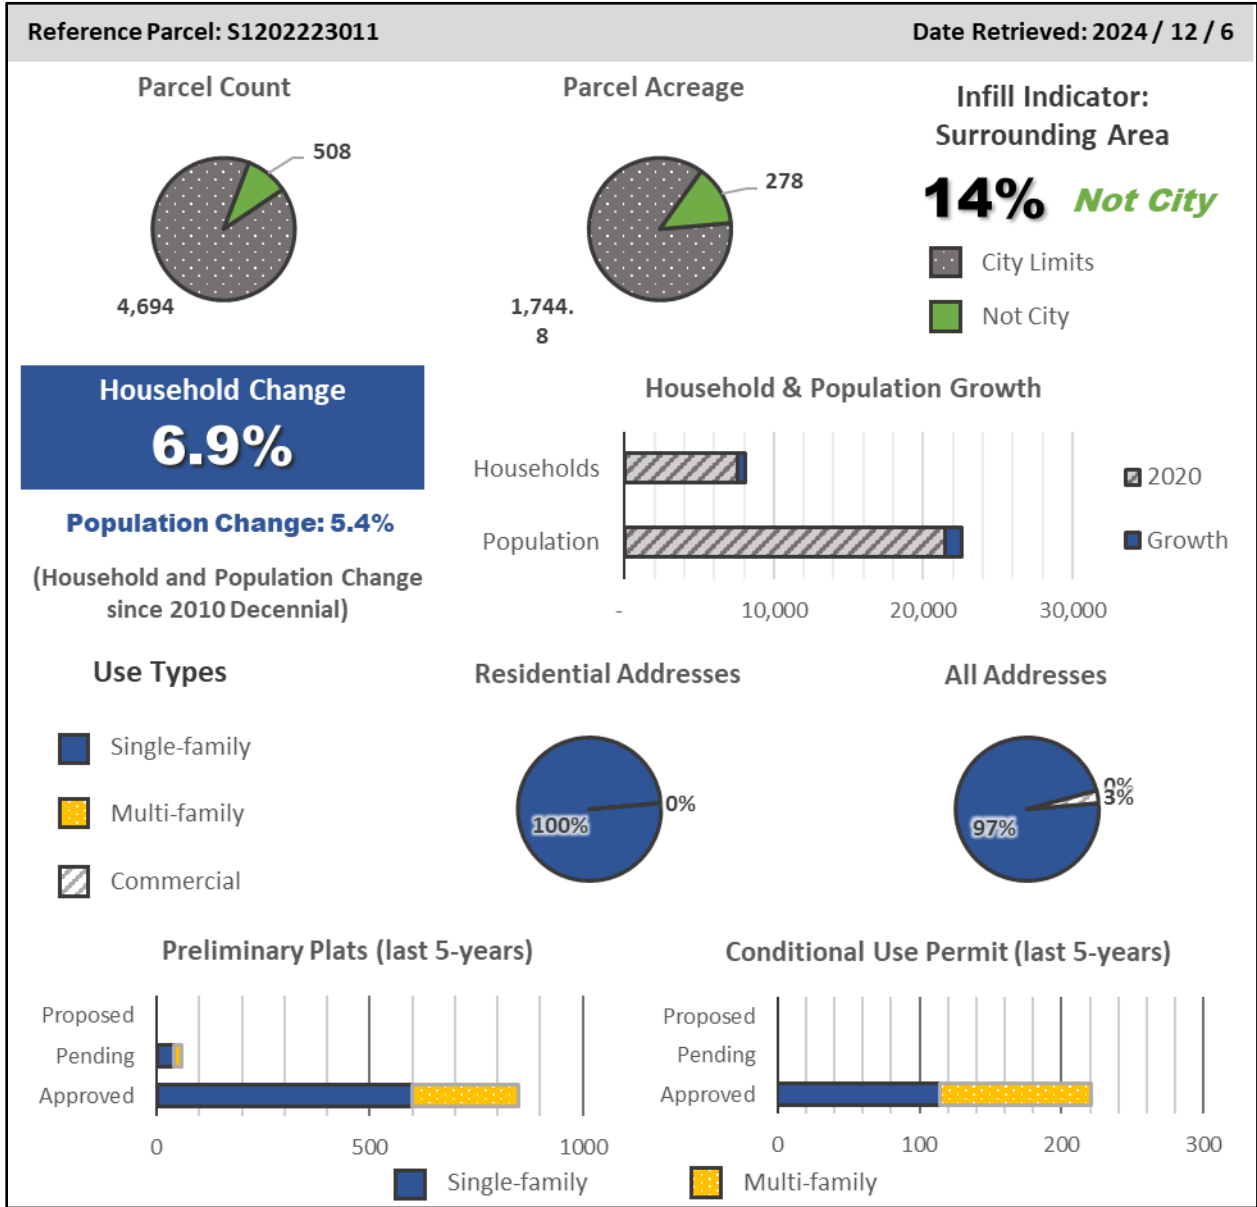 Reference Parcel: S1202223011
Date Retrieved: 2024 / 12 / 6
Parcel Count
508
4,694
Parcel Acreage
278
1,744.
8
Infill Indicator:
Surrounding Area
14% Not City
City Limits
Not City
Household Change
6.9%
Population Change: 5.4%
(Household and Population Change
since 2010 Decennial)
Household & Population Growth
Households
Population
-
10,000
20,000
30,000
2020
Growth
Use Types
Single-family
Multi-family
Commercial
Residential Addresses
0%
100%
All Addresses
0%
3%
97%
Preliminary Plats (last 5-years)
Proposed
Pending
Approved
0
500
1000
Conditional Use Permit (last 5-years)
Proposed
Pending
Approved
0
100
200
300
Single-family
Multi-family